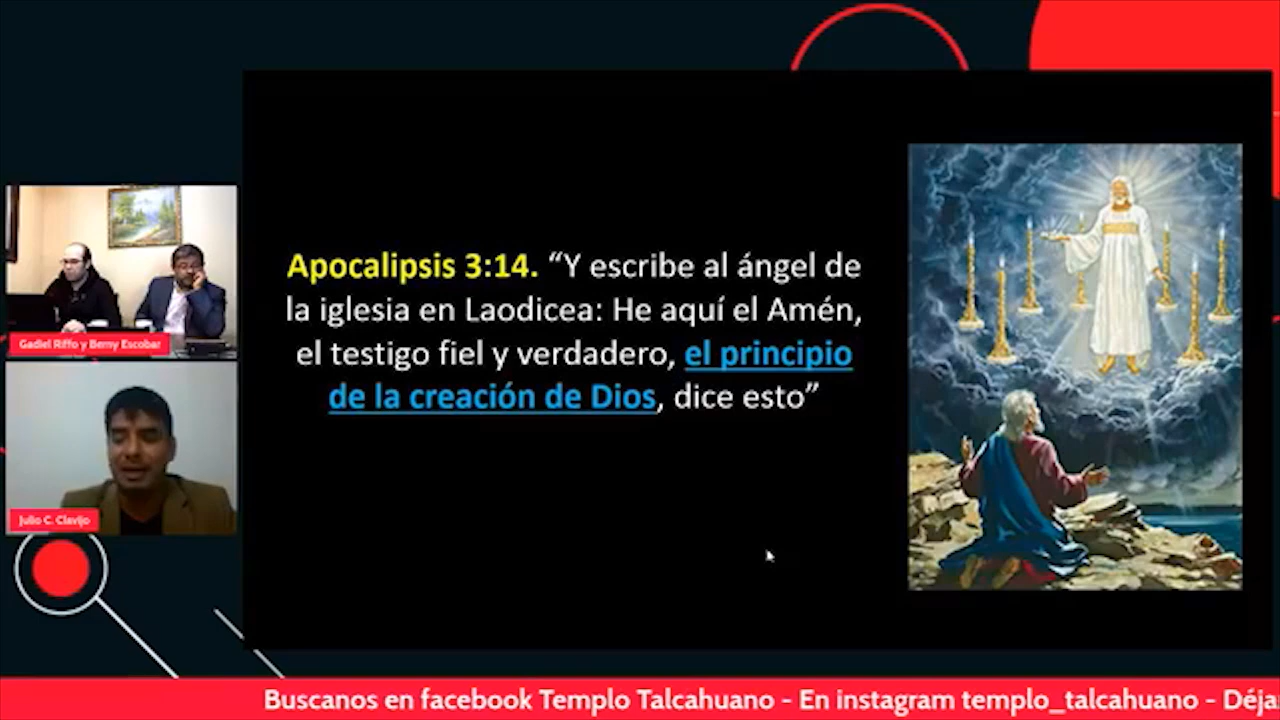 Apocalipsis 3:14. “Y escribe al ángel de
la iglesia en Laodicea: He aquí el Amén,
el testigo fiel y verdadero, el principio
de la creación de Dios, dice esto”
Gadiel Riffo y Berny Escobar
Julio C. Clavijo
Buscanos en facebook Templo Talcahuano - En instagram templo_talcahuano - Déja